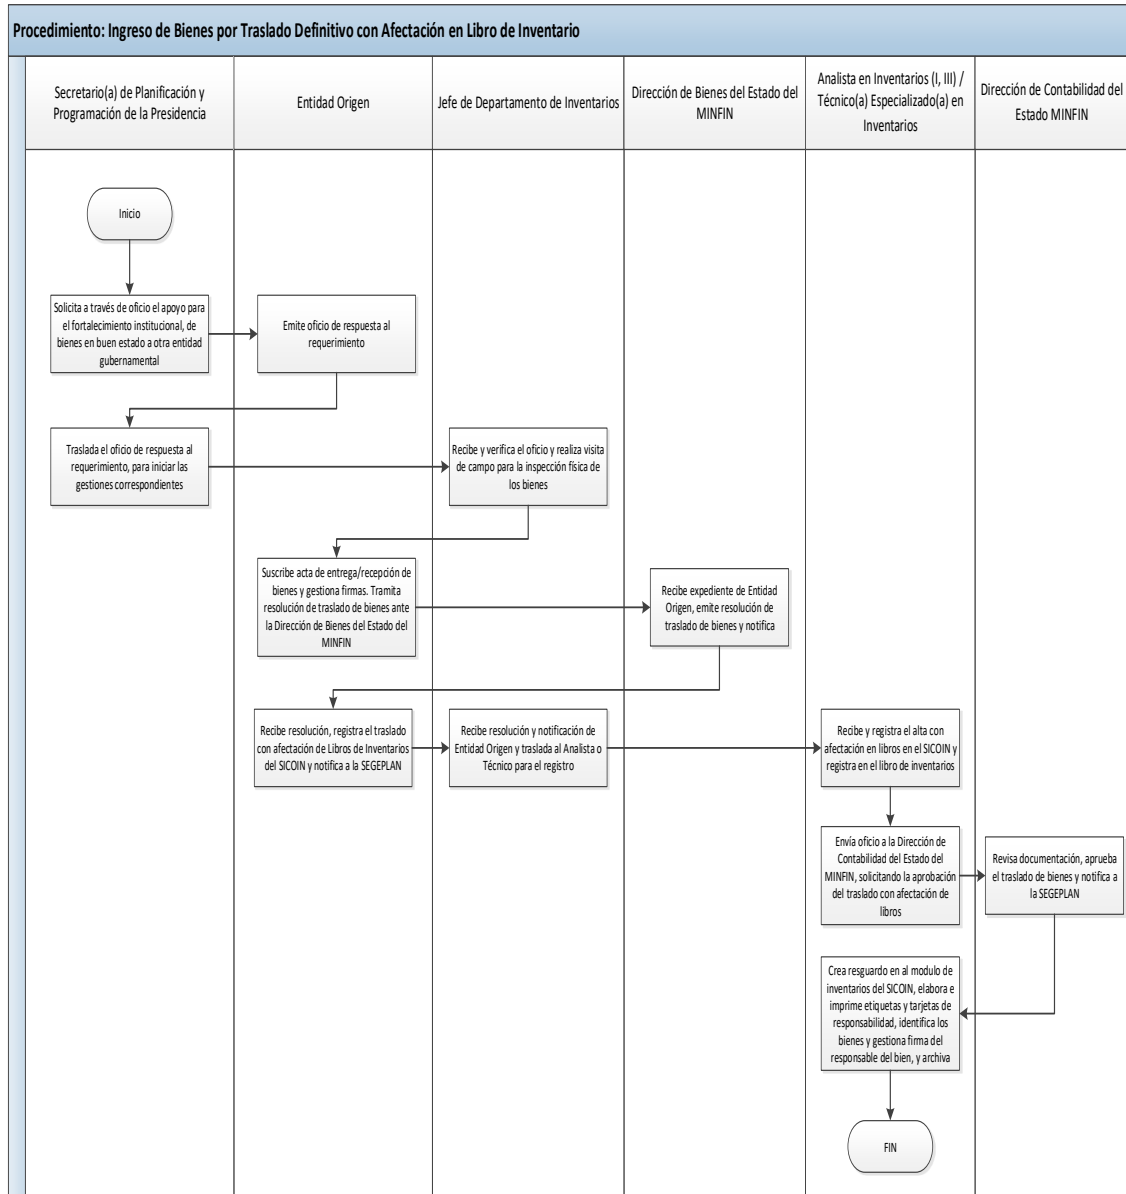 Procedimiento: Ingreso de Bienes por Traslado Definitivo con Afectación en Libro de Inventario
Secretario(a) de Planificación y
Programación de la Presidencia
Entidad Origen
Jefe de Departamento de Inventarios
Dirección de Bienes del Estado del
MINFIN
Analista en Inventarios (I, III) /
Técnico(a) Especializado(a) en
Inventarios
Dirección de Contabilidad del
Estado MINFIN
Inicio
Solicita a través de oficio el apoyo para
el fortalecimiento institucional, de
bienes en buen estado a otra entidad
gubernamental
Emite oficio de respuesta al
requerimiento
Traslada el oficio de respuesta al
requerimiento, para iniciar las
gestiones correspondientes
Recibe y verifica el oficio y realiza visita
de campo para la inspección física de
los bienes
Suscribe acta de entrega/recepción de
bienes y gestiona firmas. Tramita
resolución de traslado de bienes ante
la Dirección de Bienes del Estado del
MINFIN
Recibe expediente de Entidad
Origen, emite resolución de
traslado de bienes y notifica
Recibe resolución, registra el traslado
con afectación de Libros de Inventarios
del SICOIN y notifica a la SEGEPLAN
Recibe resolución y notificación de
Entidad Origen y traslada al Analista o
Técnico para el registro
Recibe y registra el alta con
afectación en libros en el SICOIN y
registra en el libro de inventarios
Envía oficio a la Dirección de
Contabilidad del Estado del
MINFIN, solicitando la aprobación
del traslado con afectación de
libros
Revisa documentación, aprueba
el traslado de bienes y notifica a
la SEGEPLAN
Crea resguardo en al modulo de
inventarios del SICOIN, elabora e
imprime etiquetas y tarjetas de
responsabilidad, identifica los
bienes y gestiona firma del
responsable del bien, y archiva
FIN